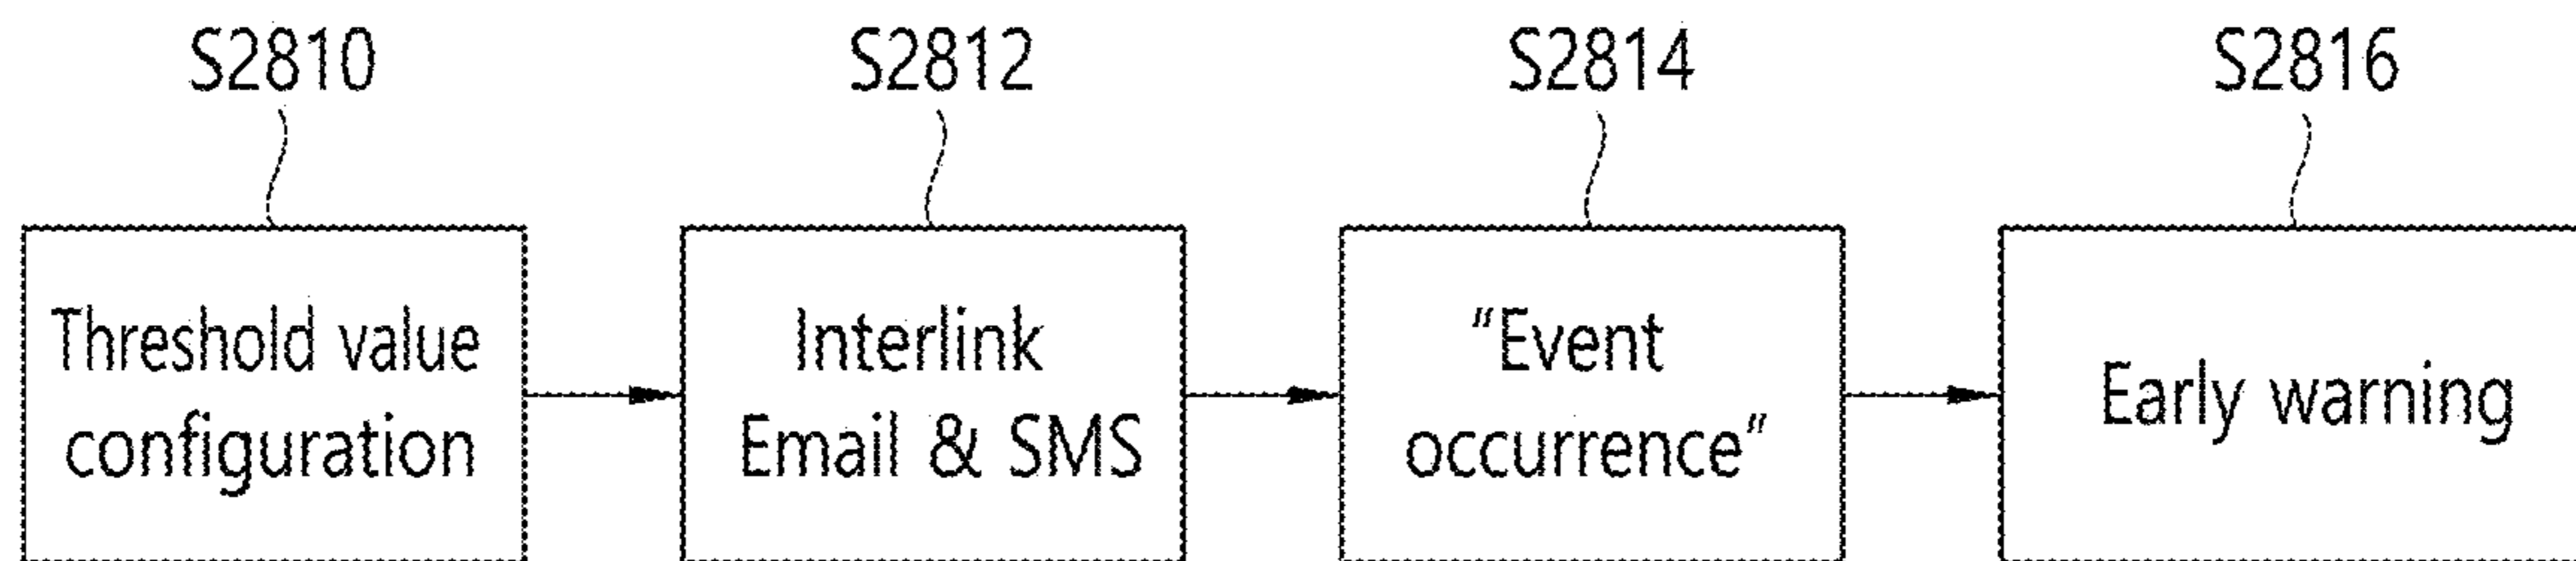 S2810
S2812
S2814
S2816
Threshold value
configuration
Interlink
Email & SMS
"Event
occurrence"
Early warning